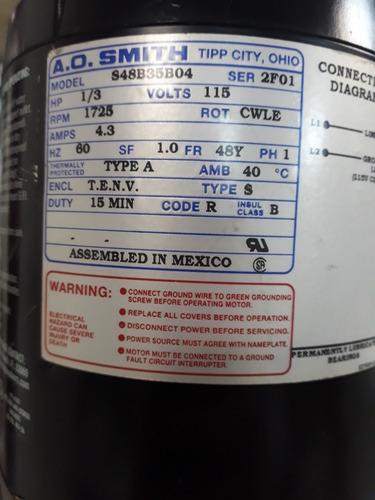 A.O. SMITH TIPP CITY, OHIO
MODEL S48B35B04 SER 2F01
HP 1/3 VOLTS 115
RPM 1725 ROT CWLE
AMPS 4.3
HZ 60 SF 1.0 FR 48Y PH 1
THERMALLY PROTECTED TYPE A AMB 40 °C
ENCL T.E.N.V. TYPE S
DUTY 15 MIN CODE R INSUL CLASS B
- -
ASSEMBLED IN MEXICO
WARNING:
ELECTRICAL
HAZARD CAN
CAUSE SEVERE
INJURY OR
DEATH
• CONNECT GROUND WIRE TO GREEN GROUNDING
SCREW BEFORE OPERATING MOTOR.
• REPLACE ALL COVERS BEFORE OPERATION.
• DISCONNECT POWER BEFORE SERVICING.
• POWER SOURCE MUST AGREE WITH NAMEPLATE.
• MOTOR MUST BE CONNECTED TO A GROUND
FAULT CIRCUIT INTERRUPTER.
CONNECTI
DIAGRA
L1
L2
PERMANENTLY LUBRICAT
BEARINGS